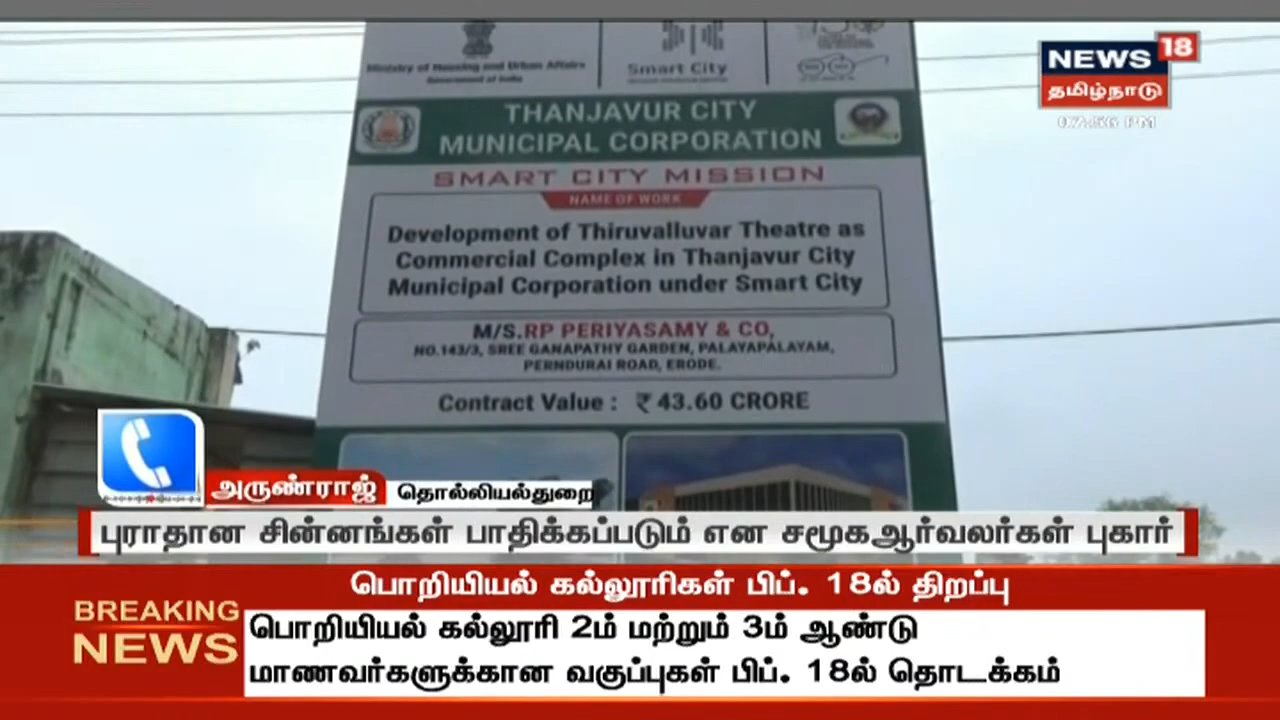 NEWS 18
தமிழ்நாடு
07:56 PM
Ministry of Housing and Urban Affairs
Government of India
Smart City
THANJAVUR CITY
MUNICIPAL CORPORATION
SMART CITY MISSION
NAME OF WORK
Development of Thiruvalluvar Theatre as
Commercial Complex in Thanjavur City
Municipal Corporation under Smart City
M/S.RP PERIYASAMY & CO,
NO.143/3, SREE GANAPATHY GARDEN, PALAYAPALAYAM,
PERNDURAI ROAD, ERODE.
Contract Value : ₹ 43.60 CRORE
அருண்ராஜ் தொல்லியல்துறை
புராதான சின்னங்கள் பாதிக்கப்படும் என சமூகஆர்வலர்கள் புகார்
பொறியியல் கல்லூரிகள் பிப். 18ல் திறப்பு
BREAKING
NEWS
பொறியியல் கல்லூரி 2ம் மற்றும் 3ம் ஆண்டு
மாணவர்களுக்கான வகுப்புகள் பிப். 18ல் தொடக்கம்